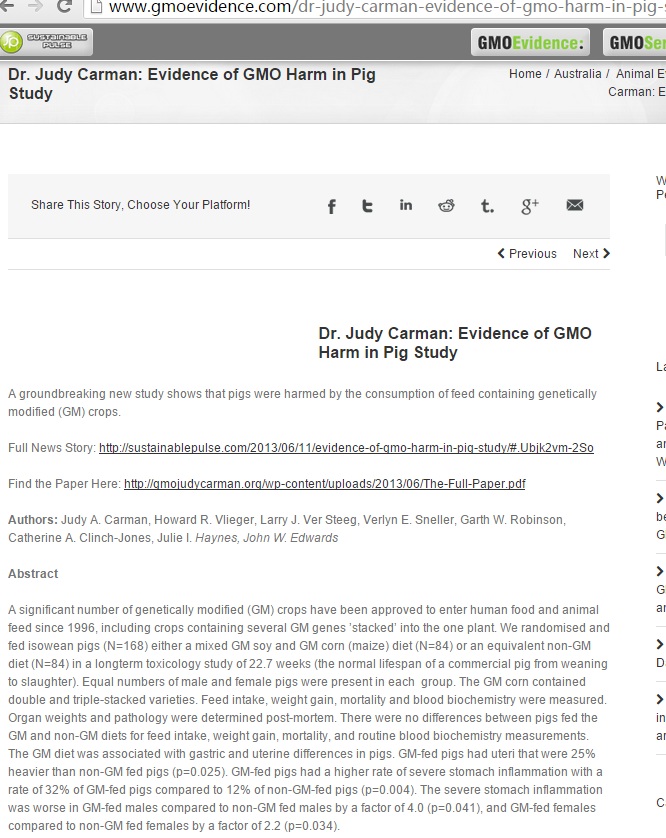 www.gmoevidence.com/dr-judy-carman-evidence-of-gmo-harm-in-pig-s
SUSTAINABLE
PULSE
GMOEvidence:
GMOSer
Dr. Judy Carman: Evidence of GMO Harm in Pig
Study
Home / Australia / Animal E
Carman: E
Share This Story, Choose Your Platform!
Previous Next
Dr. Judy Carman: Evidence of GMO
Harm in Pig Study
A groundbreaking new study shows that pigs were harmed by the consumption of feed containing genetically
modified (GM) crops.
Full News Story: http://sustainablepulse.com/2013/06/11/evidence-of-gmo-harm-in-pig-study/#.Ubjk2vm-2So
Find the Paper Here: http://gmojudycarman.org/wp-content/uploads/2013/06/The-Full-Paper.pdf
Authors: Judy A. Carman, Howard R. Vlieger, Larry J. Ver Steeg, Verlyn E. Sneller, Garth W. Robinson,
Catherine A. Clinch-Jones, Julie I. Haynes, John W. Edwards
Abstract
A significant number of genetically modified (GM) crops have been approved to enter human food and animal
feed since 1996, including crops containing several GM genes 'stacked' into the one plant. We randomised and
fed isowean pigs (N=168) either a mixed GM soy and GM corn (maize) diet (N=84) or an equivalent non-GM
diet (N=84) in a longterm toxicology study of 22.7 weeks (the normal lifespan of a commercial pig from weaning
to slaughter). Equal numbers of male and female pigs were present in each group. The GM corn contained
double and triple-stacked varieties. Feed intake, weight gain, mortality and blood biochemistry were measured.
Organ weights and pathology were determined post-mortem. There were no differences between pigs fed the
GM and non-GM diets for feed intake, weight gain, mortality, and routine blood biochemistry measurements.
The GM diet was associated with gastric and uterine differences in pigs. GM-fed pigs had uteri that were 25%
heavier than non-GM fed pigs (p=0.025). GM-fed pigs had a higher rate of severe stomach inflammation with a
rate of 32% of GM-fed pigs compared to 12% of non-GM-fed pigs (p=0.004). The severe stomach inflammation
was worse in GM-fed males compared to non-GM fed males by a factor of 4.0 (p=0.041), and GM-fed females
compared to non-GM fed females by a factor of 2.2 (p=0.034).